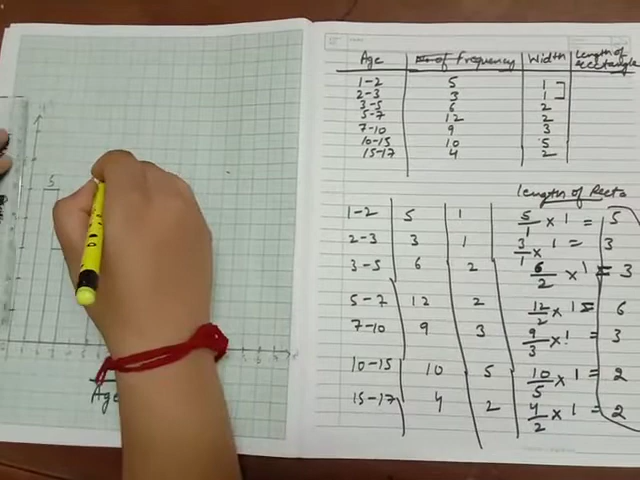 5
Age
Age of Frequency Width Length of Rectangle
1-2 5 1
2-3 3 1
3-5 6 2
5-7 12 2
7-10 9 3
10-15 10 5
15-17 4 2
length of Recta
1-2 5 1 5/1 × 1 = 5
2-3 3 1 3/1 × 1 = 3
3-5 6 2 6/2 × 1 = 3
5-7 12 2 12/2 × 1 = 6
7-10 9 3 9/3 × 1 = 3
10-15 10 5 10/5 × 1 = 2
15-17 4 2 4/2 × 1 = 2